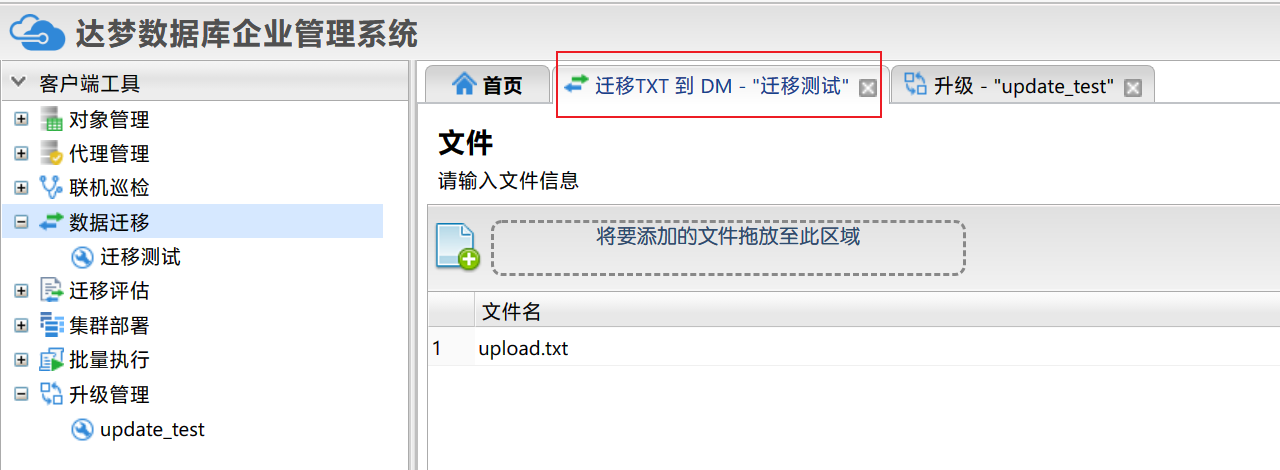 达梦数据库企业管理系统
客户端工具
对象管理
代理管理
联机巡检
数据迁移
迁移测试
迁移评估
集群部署
批量执行
升级管理
update_test
首页
迁移TXT 到 DM - "迁移测试"
升级 - "update_test"
文件
请输入文件信息
将要添加的文件拖放至此区域
文件名
1 upload.txt